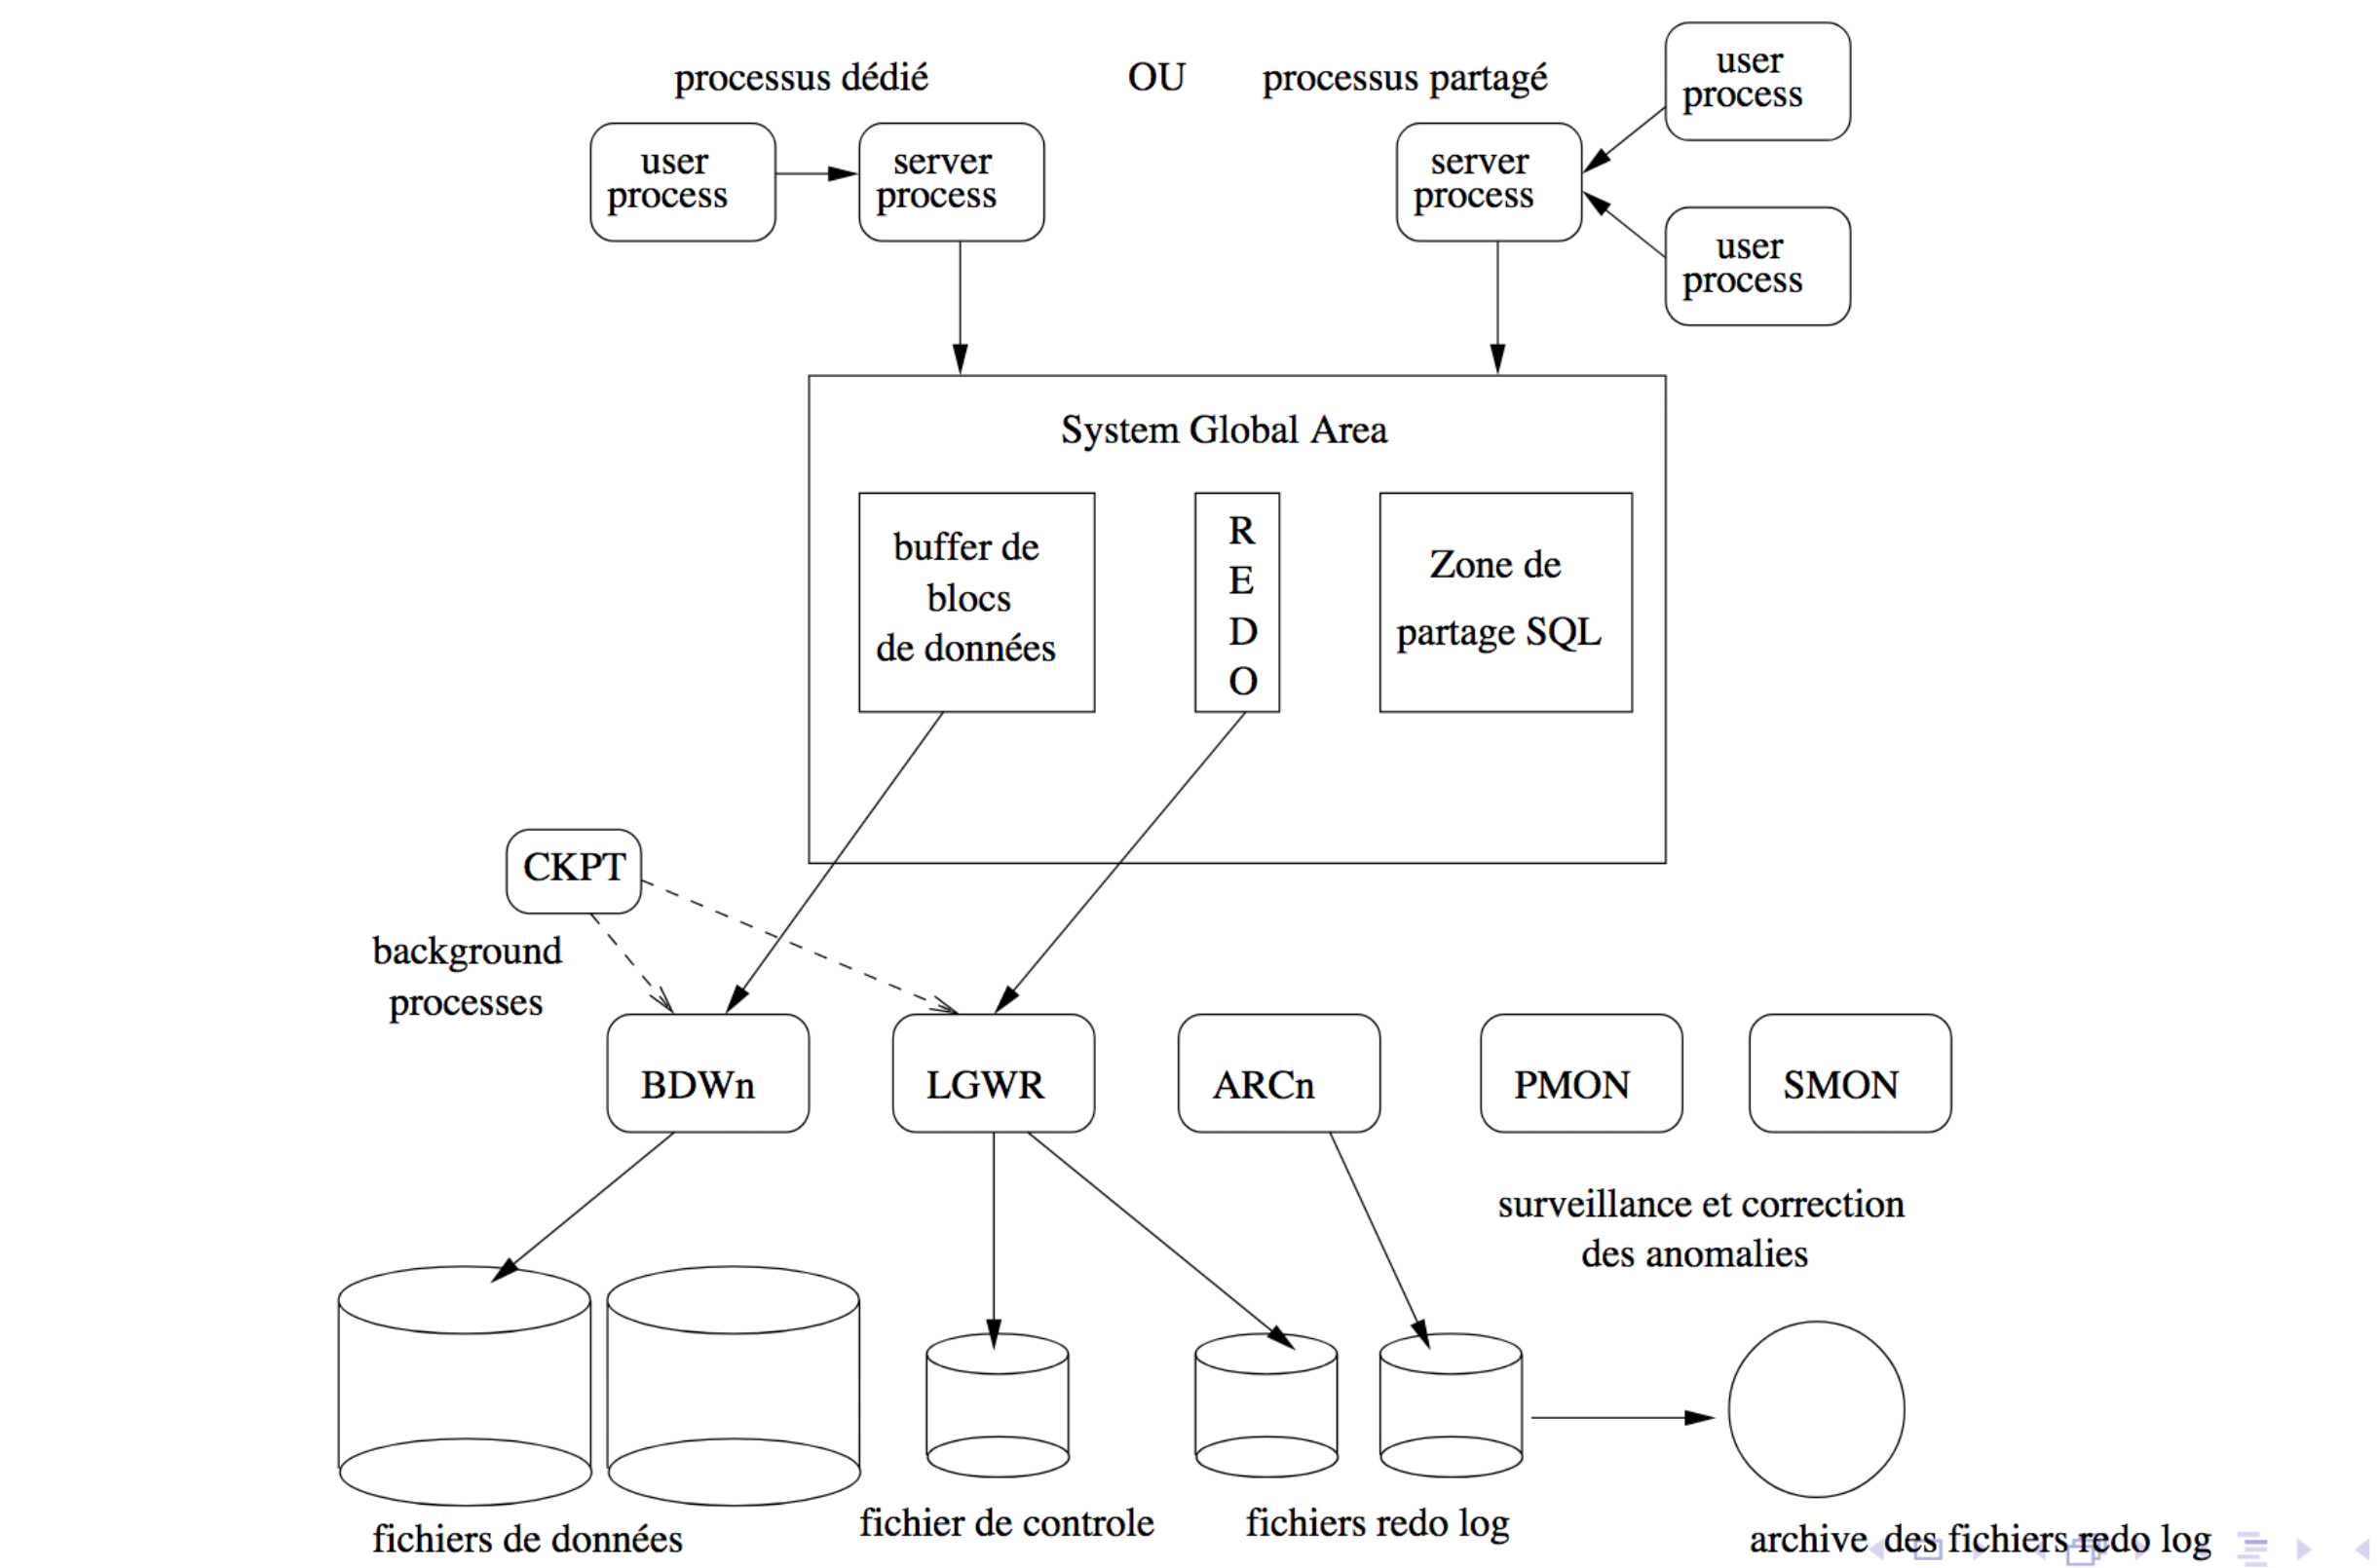 processus dédié
OU
processus partagé
user
process
user
process
server
process
server
process
user
process
System Global Area
buffer de
blocs
de données
R
E
D
O
Zone de
partage SQL
CKPT
background
processes
BDWn
LGWR
ARCn
PMON
SMON
surveillance et correction
des anomalies
fichiers de données
fichier de controle
fichiers redo log
archive des fichiers redo log